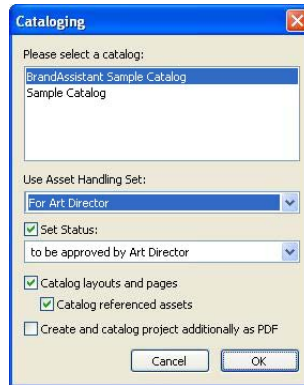 Cataloging
Please select a catalog:
BrandAssistant Sample Catalog
Sample Catalog
Use Asset Handling Set:
For Art Director
Set Status:
to be approved by Art Director
Catalog layouts and pages
Catalog referenced assets
Create and catalog project additionally as PDF
Cancel OK